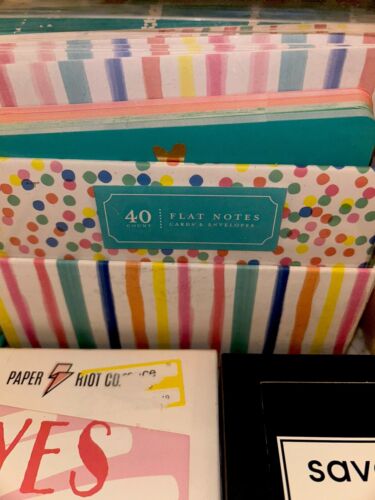 40 FLAT NOTES
COUNT CARDS & ENVELOPES
PAPER RIOT CO.
YES
sav